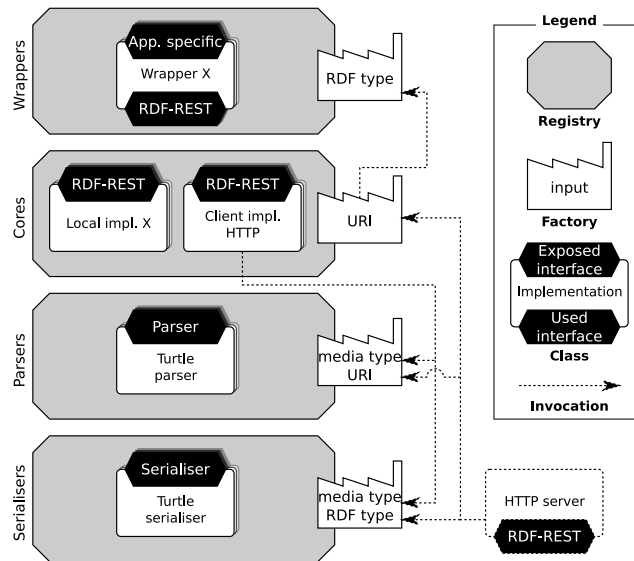 Wrappers
App. specific
Wrapper X
RDF-REST
RDF type
Cores
RDF-REST
Local impl. X
RDF-REST
Client impl.
HTTP
URI
Parsers
Parser
Turtle
parser
media type
URI
Serialisers
Serialiser
Turtle
serialiser
media type
RDF type
Legend
Registry
input
Factory
Exposed
interface
Implementation
Used
interface
Class
Invocation
HTTP server
RDF-REST